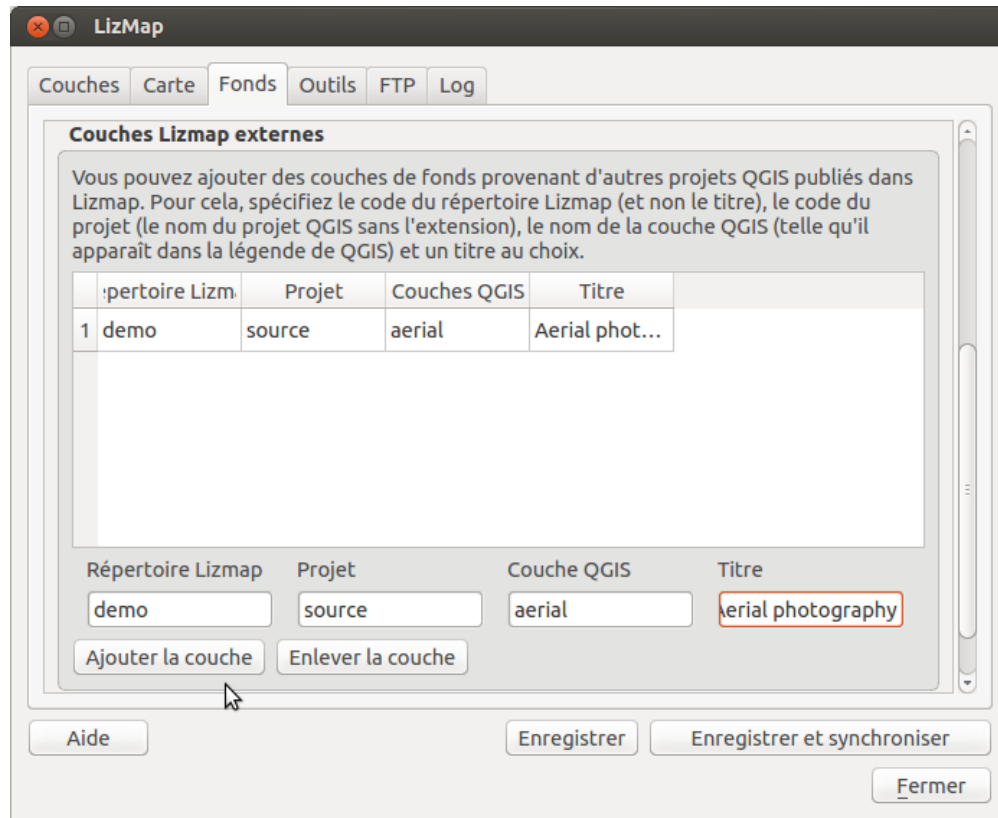 LizMap
Couches Carte Fonds Outils FTP Log
Couches Lizmap externes
Vous pouvez ajouter des couches de fonds provenant d'autres projets QGIS publiés dans
Lizmap. Pour cela, spécifiez le code du répertoire Lizmap (et non le titre), le code du
projet (le nom du projet QGIS sans l'extension), le nom de la couche QGIS (telle qu'il
apparaît dans la légende de QGIS) et un titre au choix.
pertoire Lizm Projet Couches QGIS Titre
1 demo source aerial Aerial phot...
Répertoire Lizmap Projet Couche QGIS Titre
demo source aerial Aerial photography
Ajouter la couche Enlever la couche
Aide Enregistrer Enregistrer et synchroniser
Fermer